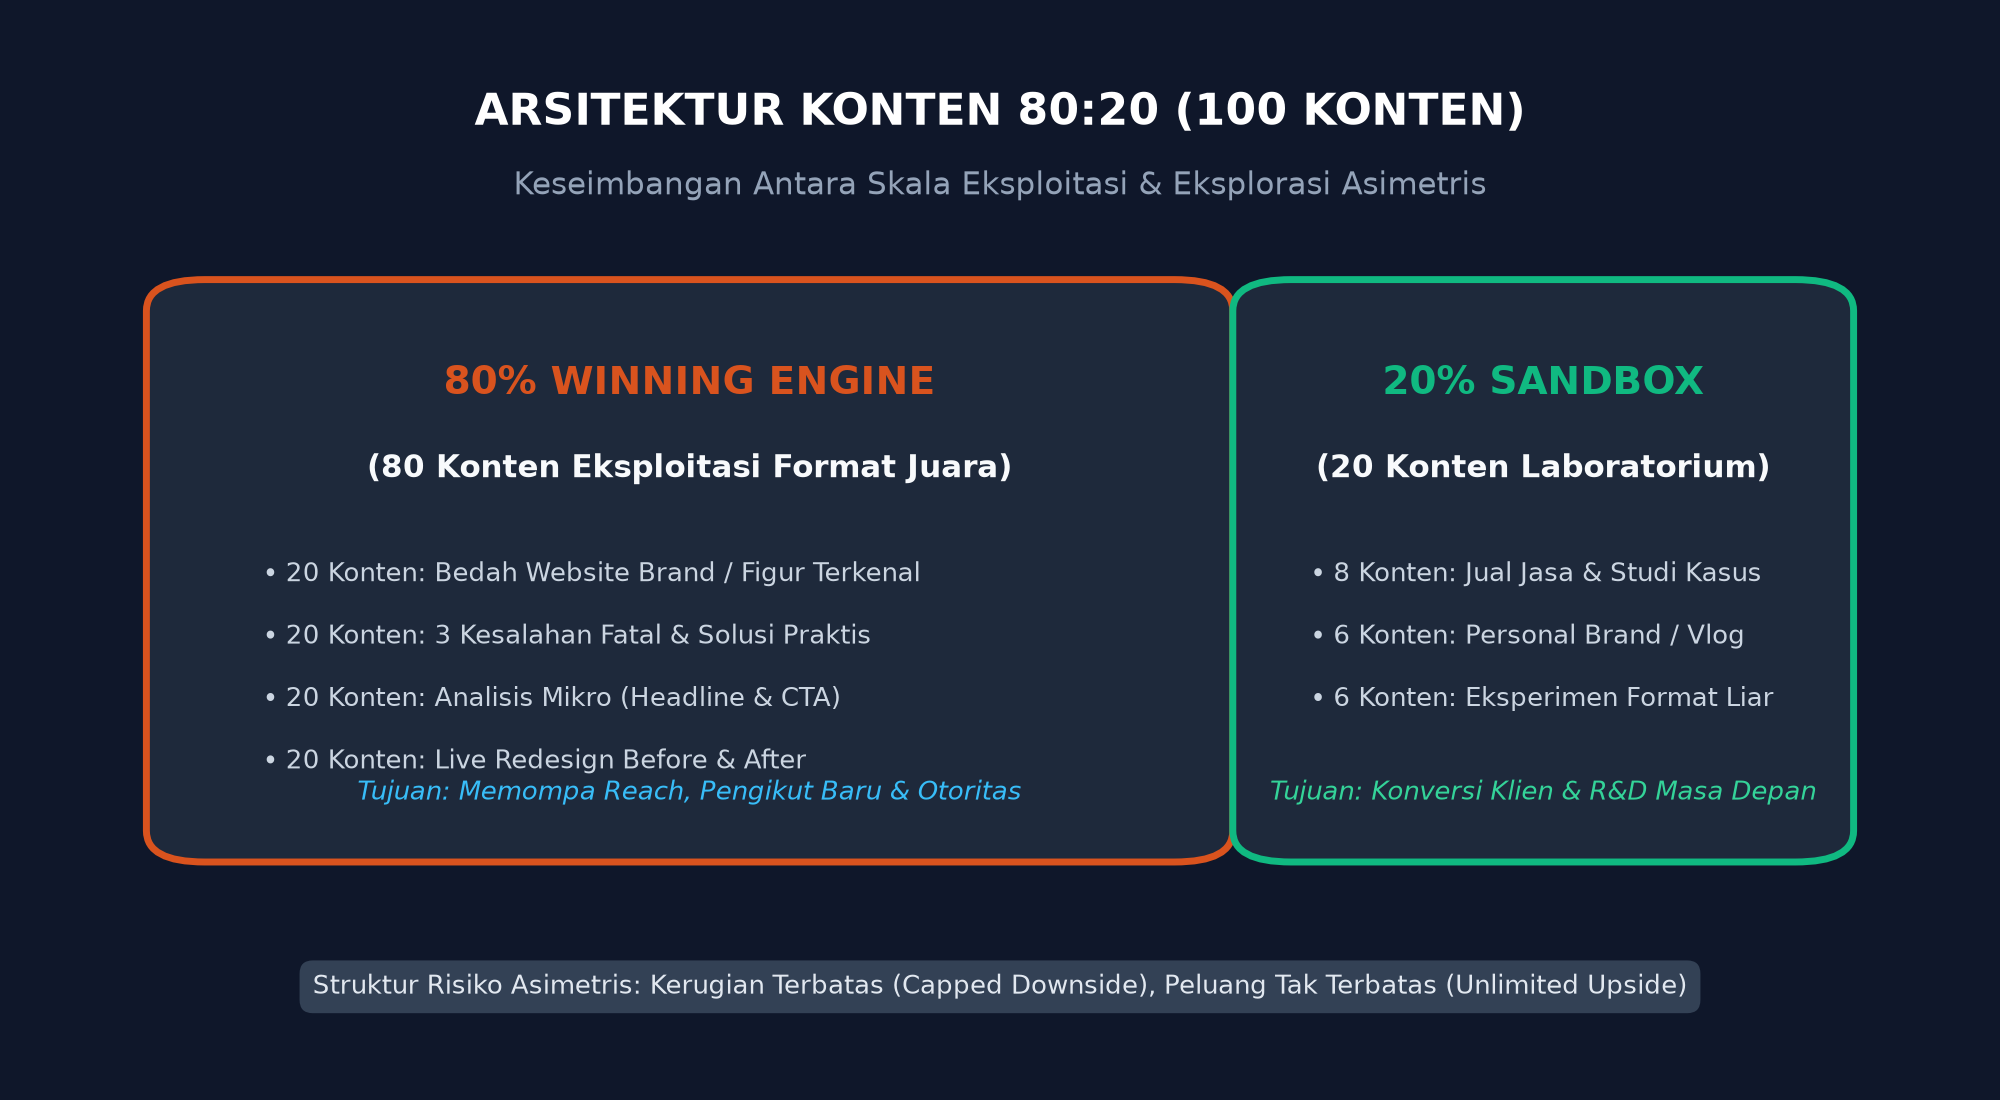 ARSITEKTUR KONTEN 80:20 (100 KONTEN)
Keseimbangan Antara Skala Eksploitasi & Eksplorasi Asimetris
80% WINNING ENGINE
(80 Konten Eksploitasi Format Juara)
• 20 Konten: Bedah Website Brand / Figur Terkenal
• 20 Konten: 3 Kesalahan Fatal & Solusi Praktis
• 20 Konten: Analisis Mikro (Headline & CTA)
• 20 Konten: Live Redesign Before & After
Tujuan: Memompa Reach, Pengikut Baru & Otoritas
20% SANDBOX
(20 Konten Laboratorium)
• 8 Konten: Jual Jasa & Studi Kasus
• 6 Konten: Personal Brand / Vlog
• 6 Konten: Eksperimen Format Liar
Tujuan: Konversi Klien & R&D Masa Depan
Struktur Risiko Asimetris: Kerugian Terbatas (Capped Downside), Peluang Tak Terbatas (Unlimited Upside)